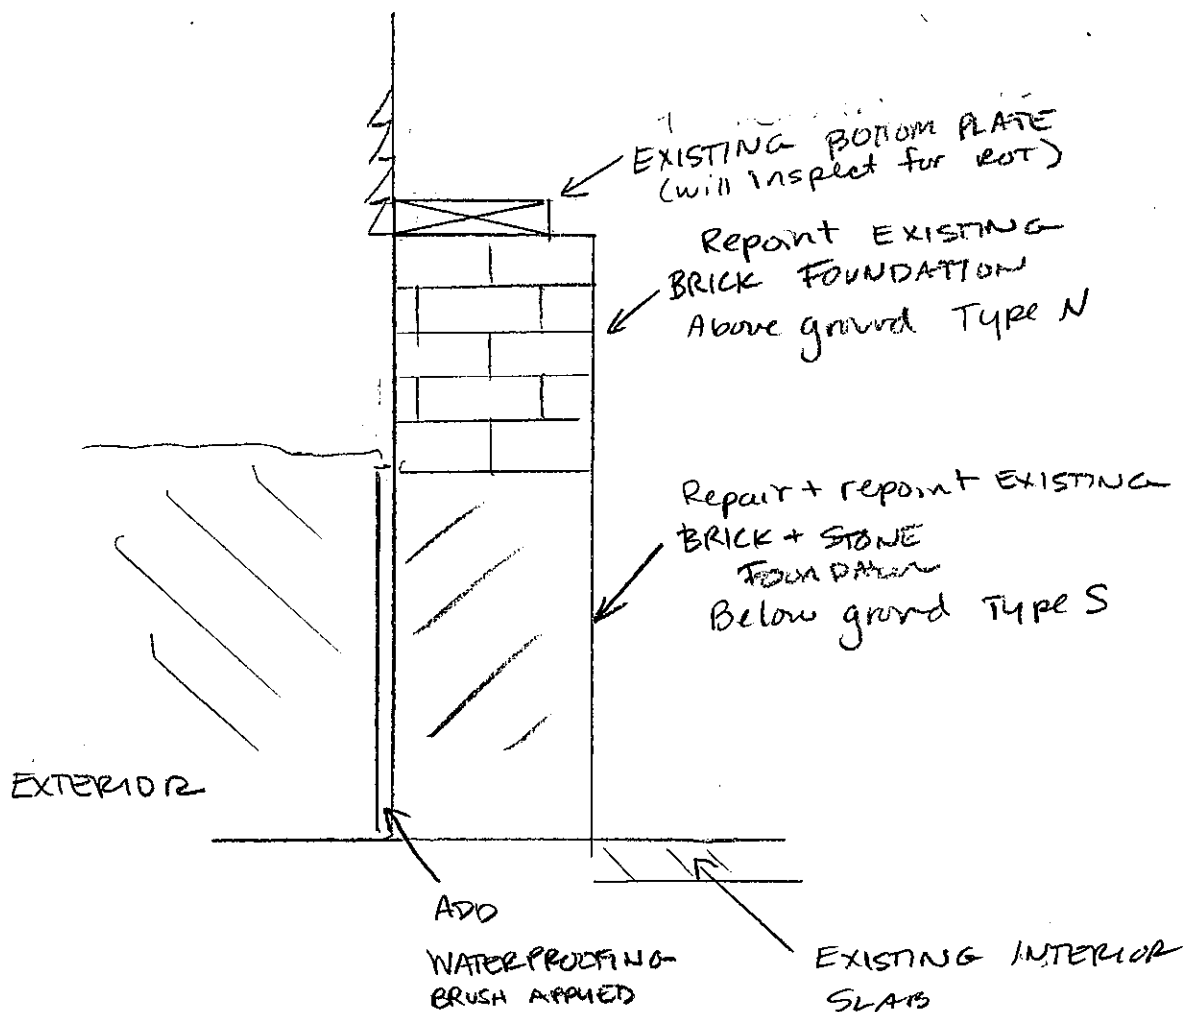 EXISTING BOTTOM PLATE
(will inspect for ROT)
Repoint EXISTING
BRICK FOUNDATION
Above ground Type N
Repair + repoint EXISTING
BRICK + STONE
FOUNDATION
Below ground Type S
EXTERIOR
ADD
WATERPROOFING
BRUSH APPLIED
EXISTING INTERIOR
SLAB